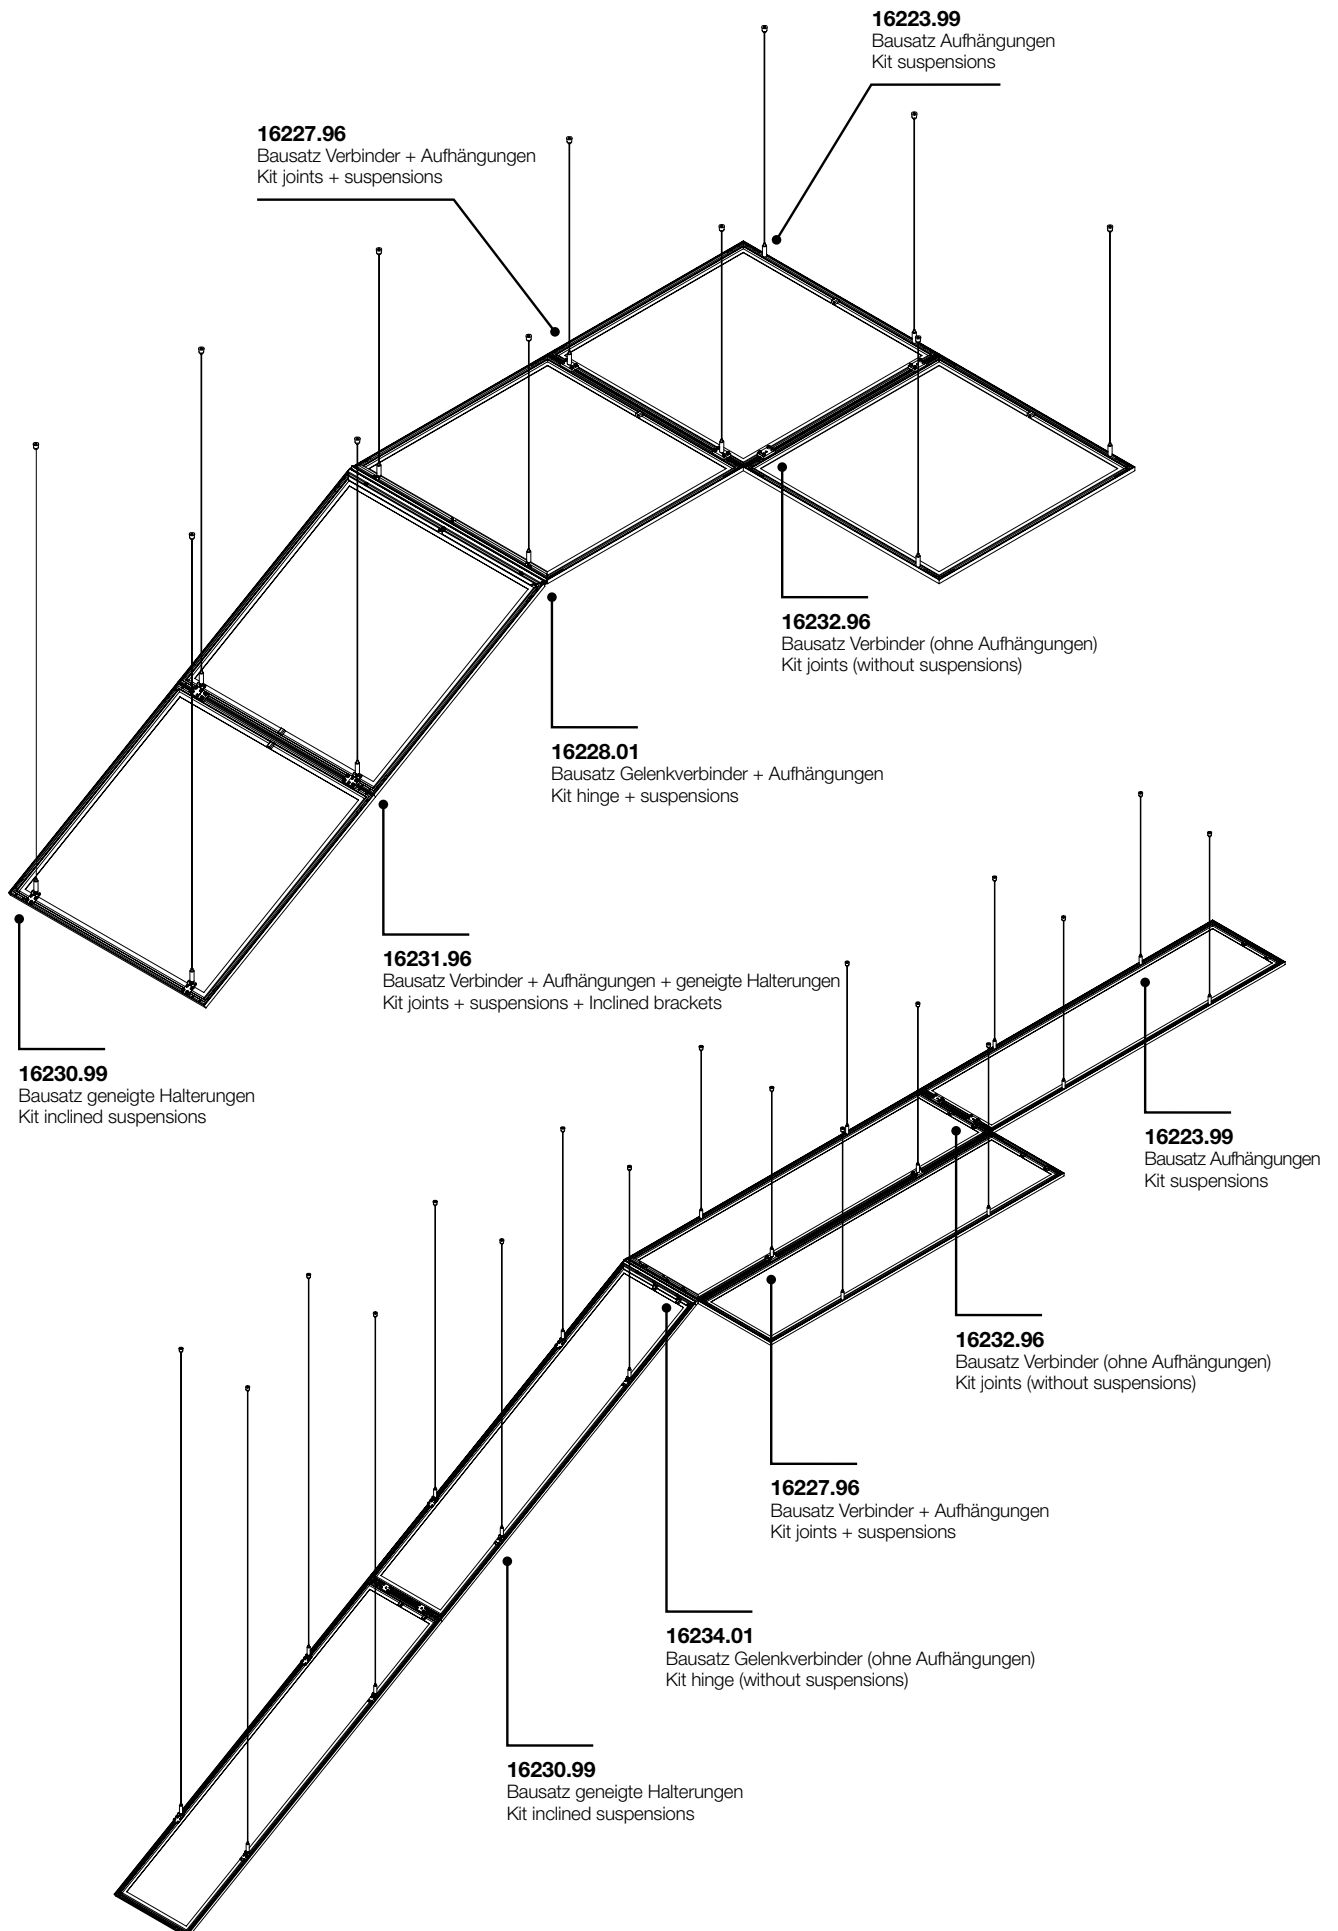 16223.99
Bausatz Aufhängungen
Kit suspensions
16227.96
Bausatz Verbinder + Aufhängungen
Kit joints + suspensions
16232.96
Bausatz Verbinder (ohne Aufhängungen)
Kit joints (without suspensions)
16228.01
Bausatz Gelenkverbinder + Aufhängungen
Kit hinge + suspensions
16231.96
Bausatz Verbinder + Aufhängungen + geneigte Halterungen
Kit joints + suspensions + Inclined brackets
16230.99
Bausatz geneigte Halterungen
Kit inclined suspensions
16223.99
Bausatz Aufhängungen
Kit suspensions
16232.96
Bausatz Verbinder (ohne Aufhängungen)
Kit joints (without suspensions)
16227.96
Bausatz Verbinder + Aufhängungen
Kit joints + suspensions
16234.01
Bausatz Gelenkverbinder (ohne Aufhängungen)
Kit hinge (without suspensions)
16230.99
Bausatz geneigte Halterungen
Kit inclined suspensions